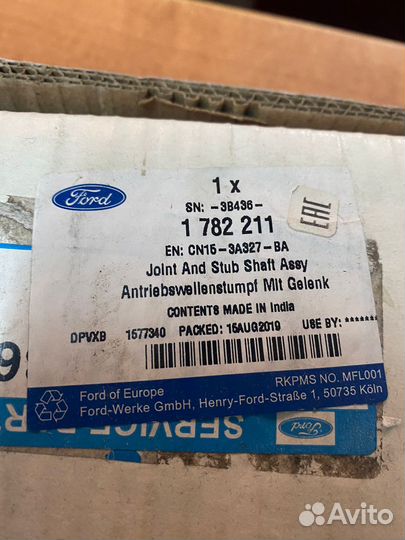 Ford
1 x
SN: -3B436-
1 782 211
EN: CN15-3A327-BA
Joint And Stub Shaft Assy
Antriebswellenstumpf Mit Gelenk
CONTENTS MADE IN India
DPVXB 1577340 PACKED: 15AUG2019 USE BY: *******
EAC
Ford of Europe
RKPMS NO. MFL001
Ford-Werke GmbH, Henry-Ford-Straße 1, 50735 Köln
SERVICE
Ford
Avito